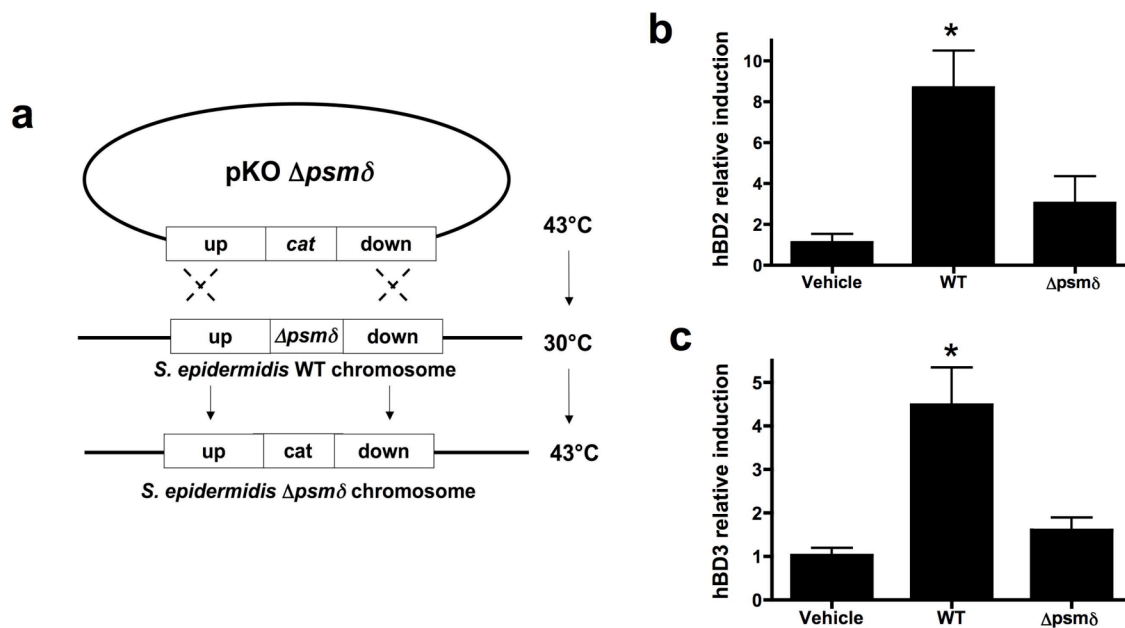 a
pKO Δpsmδ
up cat down
43°C
up Δpsmδ down
30°C
S. epidermidis WT chromosome
up cat down
43°C
S. epidermidis Δpsmδ chromosome
b
hBD2 relative induction
10
8
6
4
2
0
*
Vehicle WT Δpsmδ
c
hBD3 relative induction
5
4
3
2
1
0
*
Vehicle WT Δpsmδ